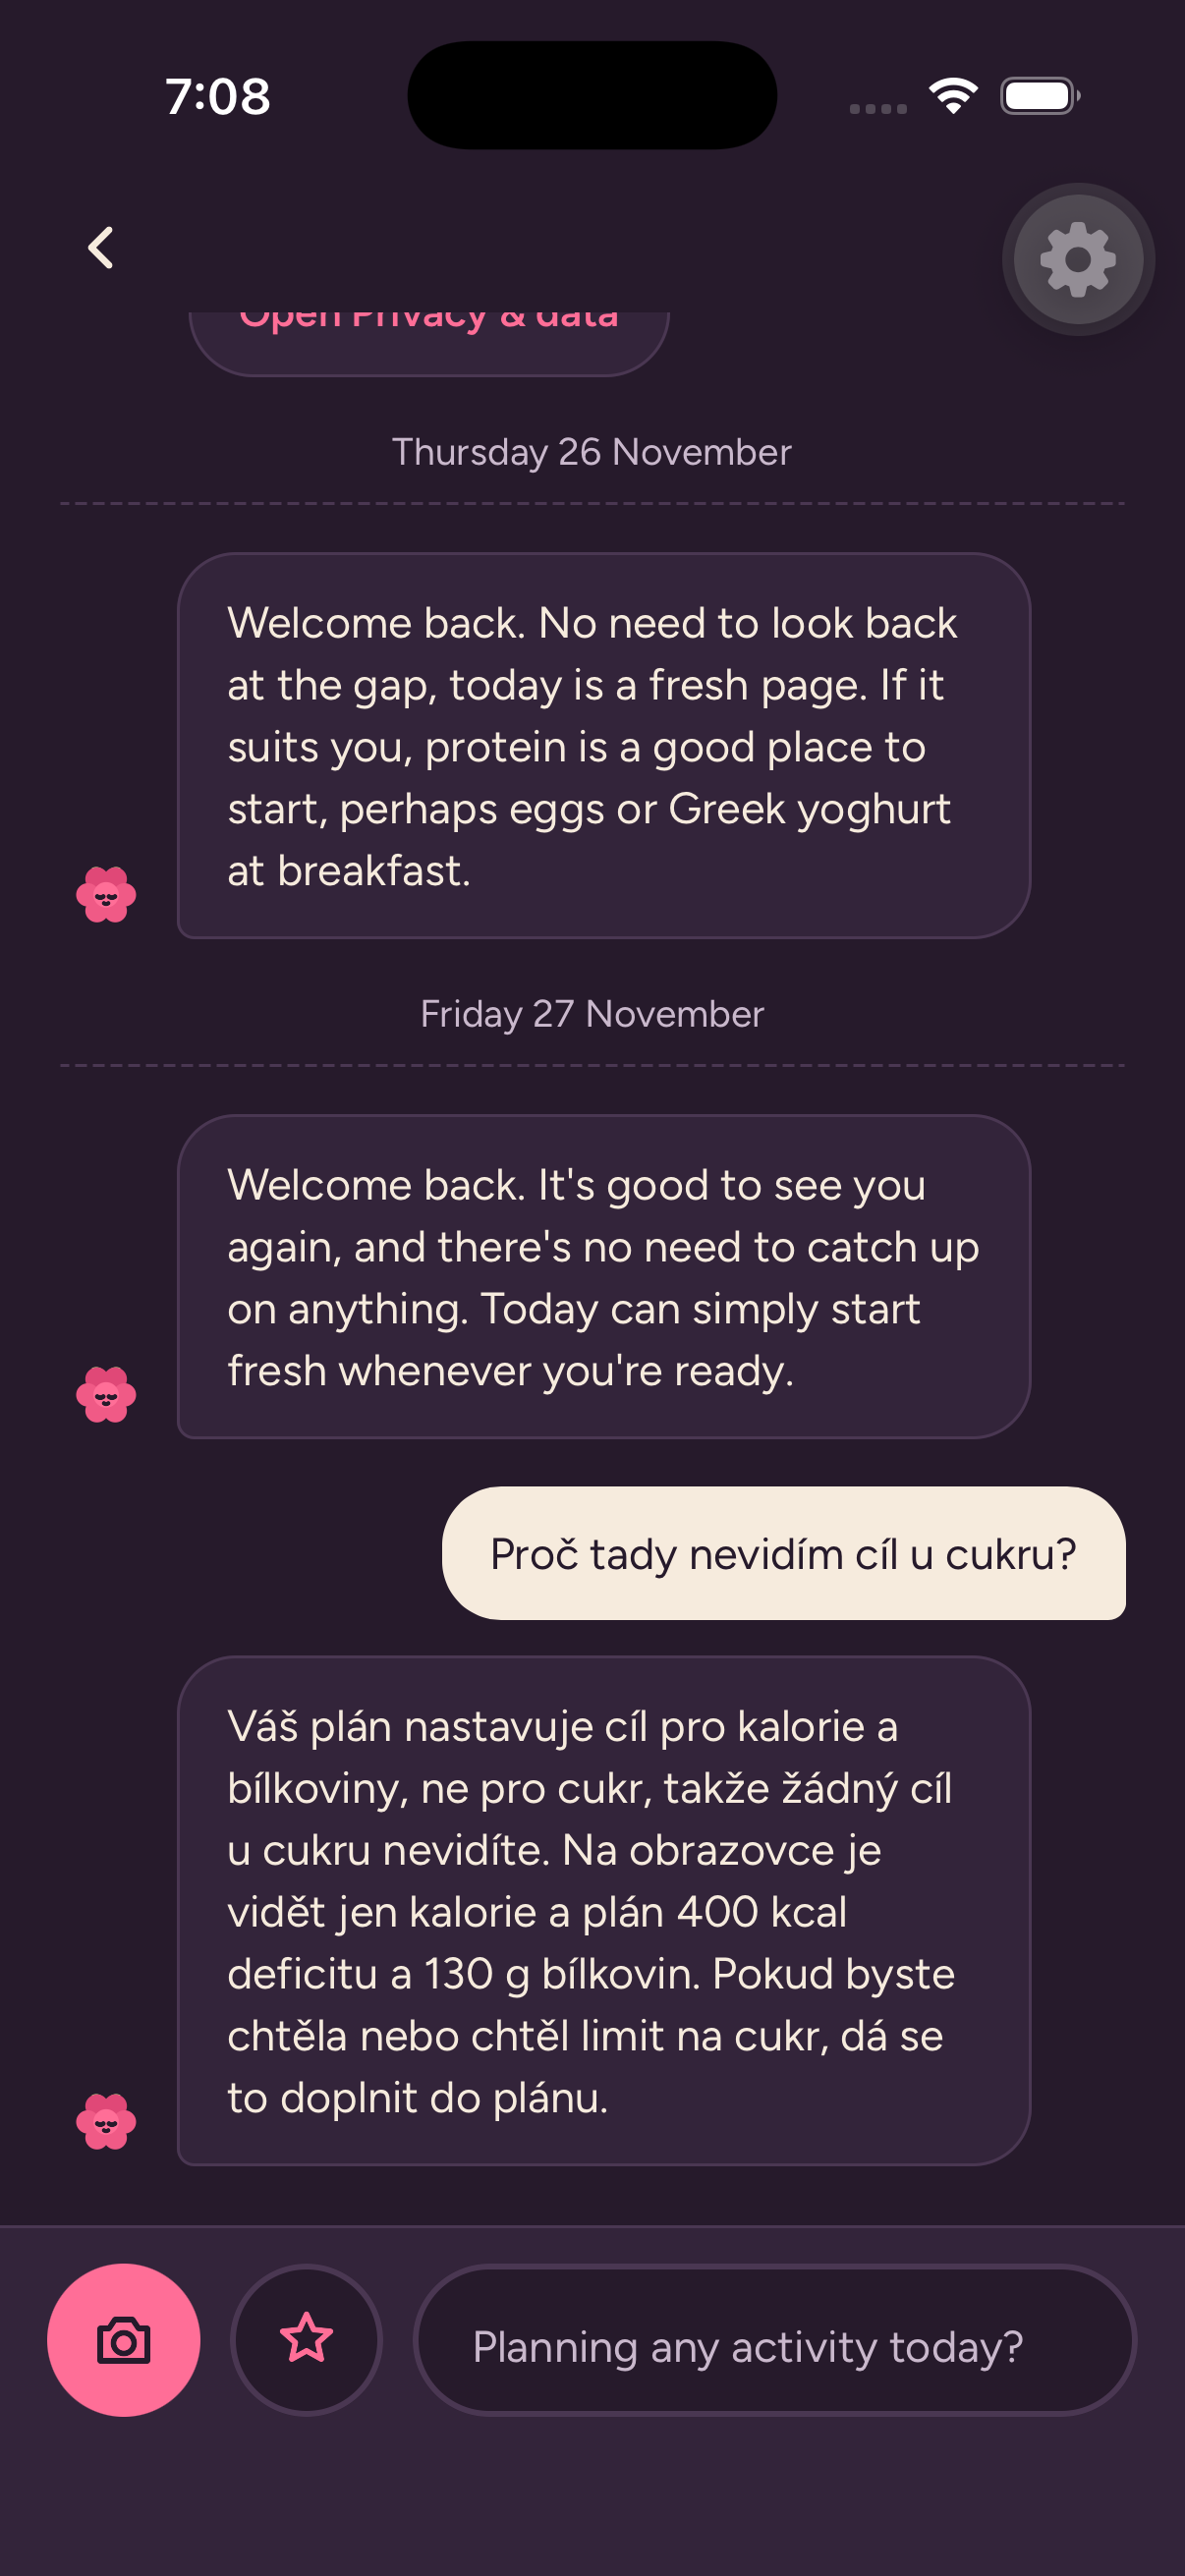 7:08
Open Privacy & data
Thursday 26 November
Welcome back. No need to look back
at the gap, today is a fresh page. If it
suits you, protein is a good place to
start, perhaps eggs or Greek yoghurt
at breakfast.
Friday 27 November
Welcome back. It's good to see you
again, and there's no need to catch up
on anything. Today can simply start
fresh whenever you're ready.
Proč tady nevidím cíl u cukru?
Váš plán nastavuje cíl pro kalorie a
bílkoviny, ne pro cukr, takže žádný cíl
u cukru nevidíte. Na obrazovce je
vidět jen kalorie a plán 400 kcal
deficitu a 130 g bílkovin. Pokud byste
chtěla nebo chtěl limit na cukr, dá se
to doplnit do plánu.
Planning any activity today?